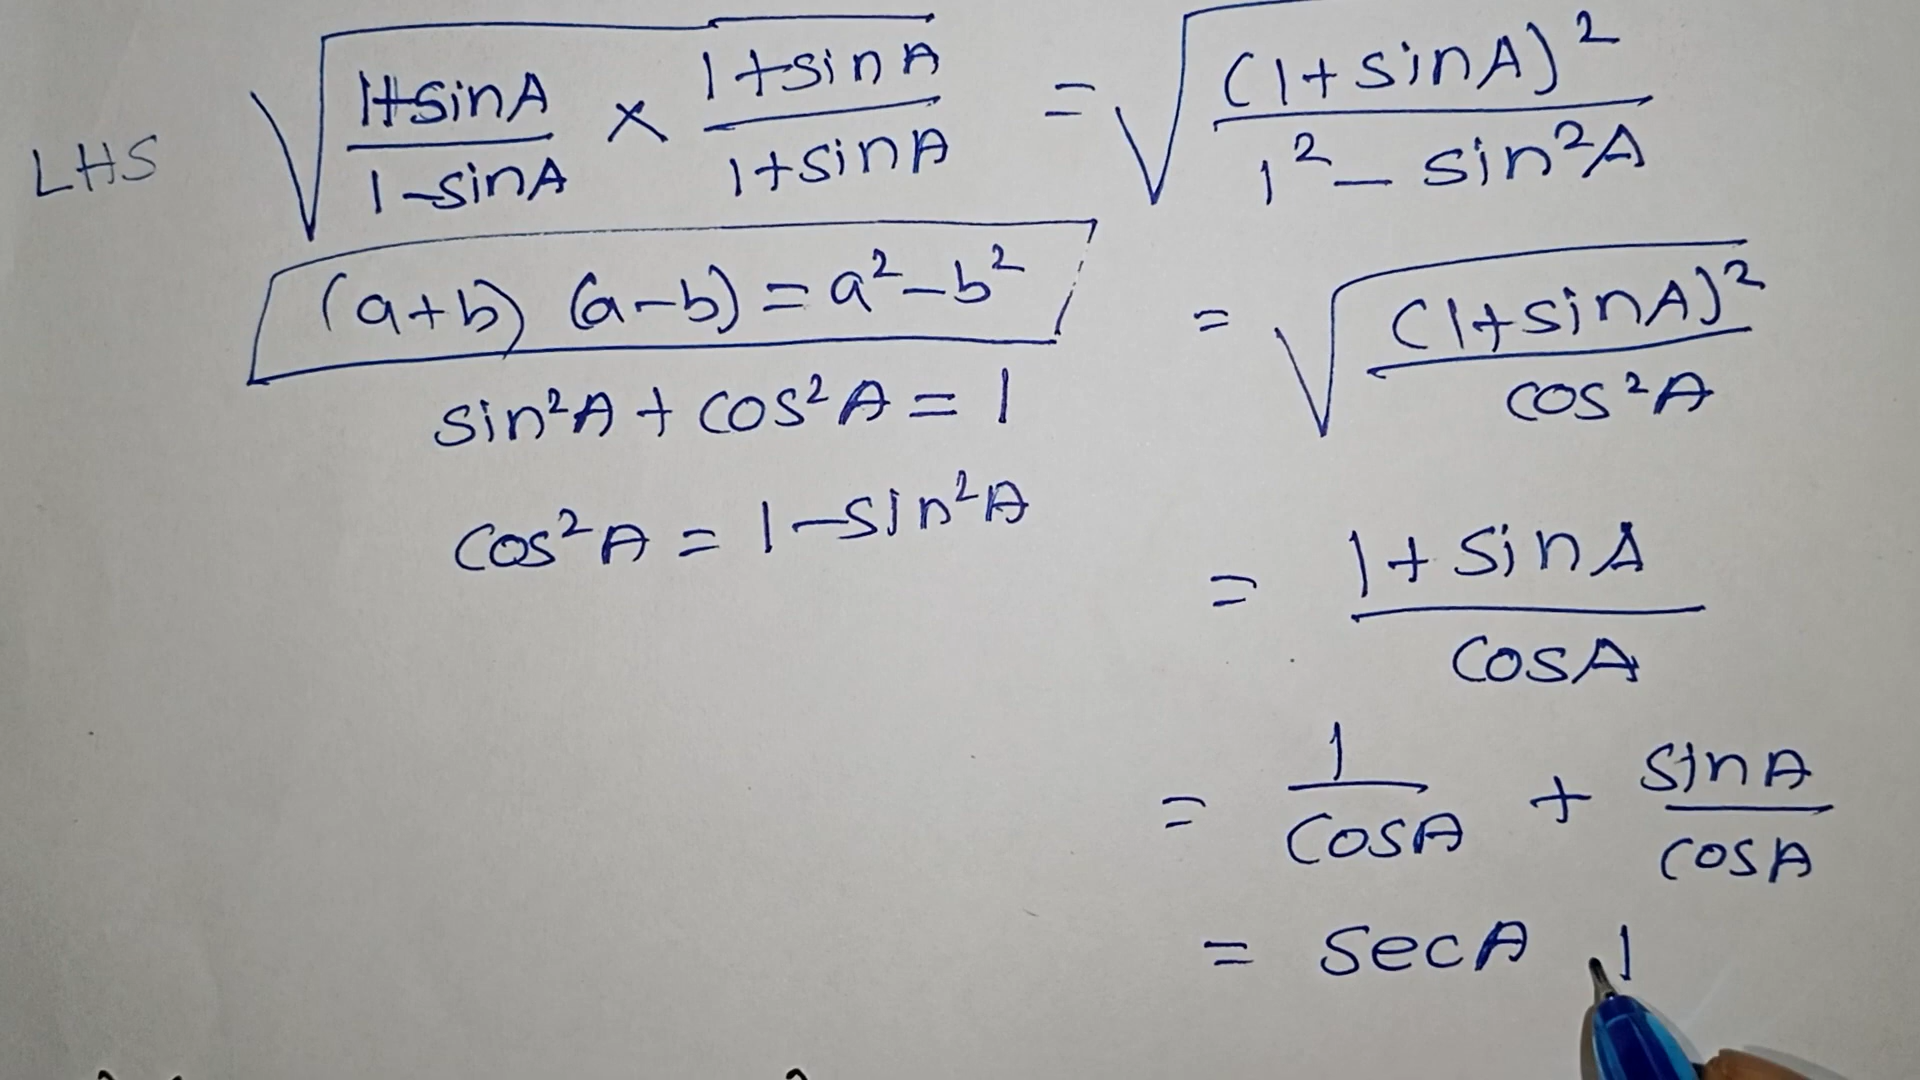 LHS √(1+sinA/1-sinA × 1+sinA/1+sinA) = √((1+sinA)²/1²-sin²A)
(a+b) (a-b) = a²-b²
= √((1+sinA)²/cos²A)
sin²A + cos²A = 1
cos²A = 1-sin²A
= 1+sinA/cosA
= 1/cosA + sinA/cosA
= secA